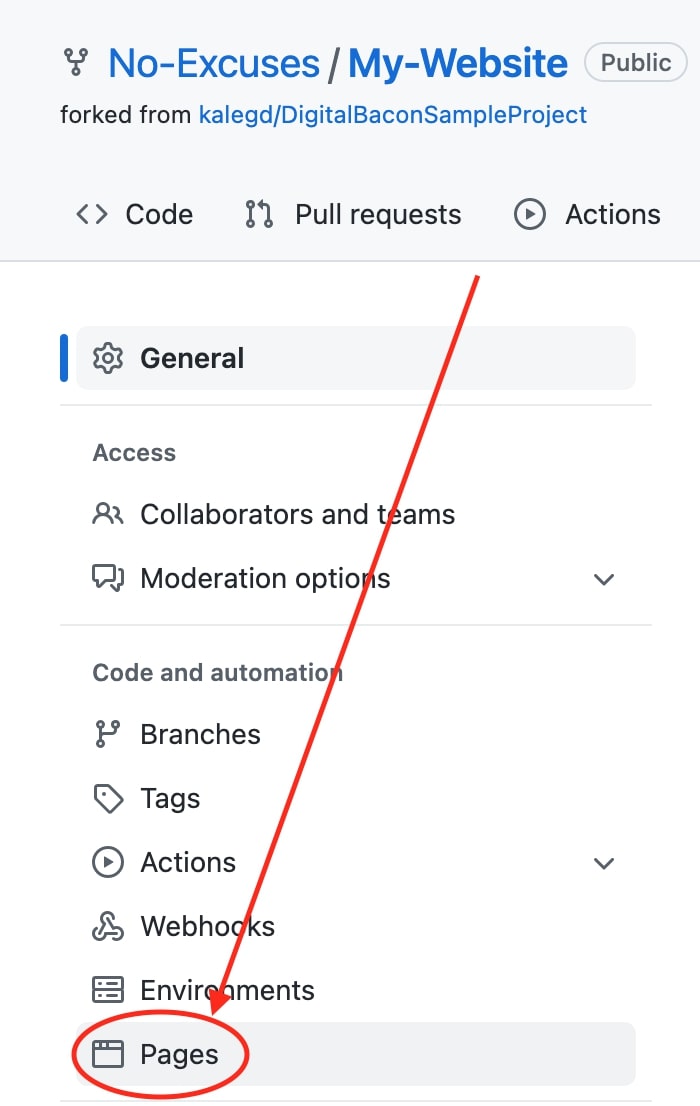 No-Excuses / My-Website Public
forked from kalegd/DigitalBaconSampleProject
Code Pull requests Actions
General
Access
Collaborators and teams
Moderation options
Code and automation
Branches
Tags
Actions
Webhooks
Environments
Pages